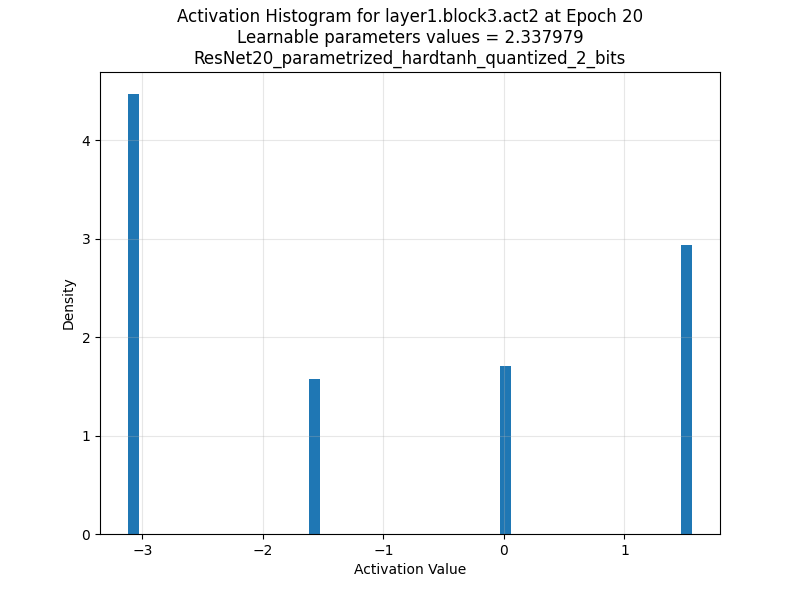 Activation Histogram for layer1.block3.act2 at Epoch 20
Learnable parameters values = 2.337979
ResNet20_parametrized_hardtanh_quantized_2_bits
4
3
2
1
0
Density
−3 −2 −1 0 1
Activation Value